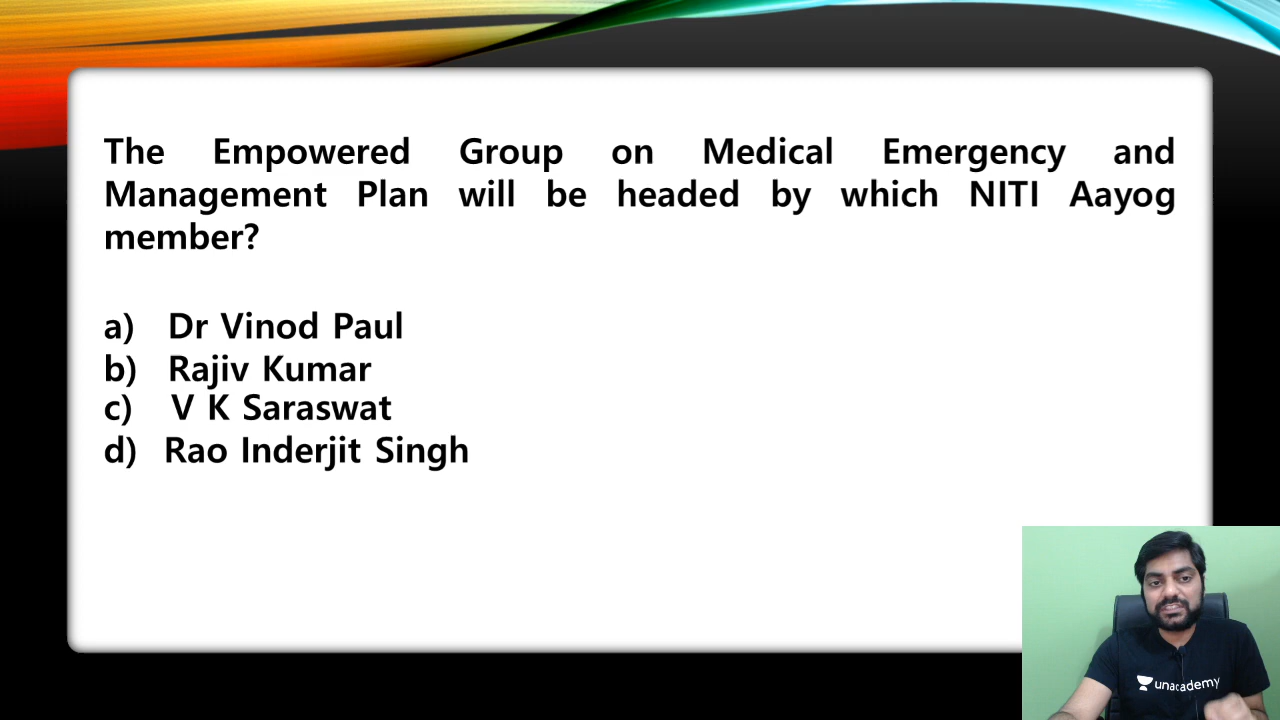 The Empowered Group on Medical Emergency and
Management Plan will be headed by which NITI Aayog
member?
a) Dr Vinod Paul
b) Rajiv Kumar
c) V K Saraswat
d) Rao Inderjit Singh
unacademy